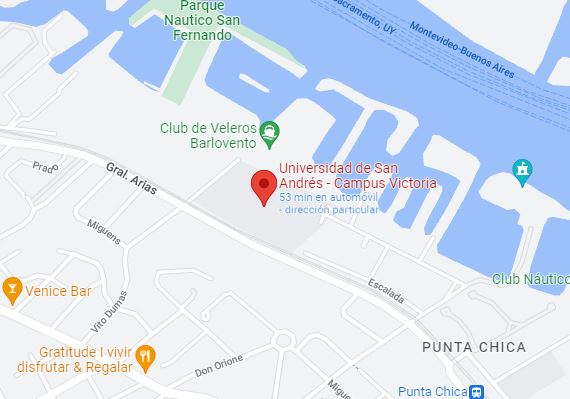 Parque
Nautico San
Fernando
Sacramento, UY
Montevideo-Buenos Aires
Club de Veleros
Barlovento
Universidad de San
Andrés - Campus Victoria
53 min en automóvil
- dirección particular
Prado
Gral. Arias
Miguens
Club Náutico
Escalada
Venice Bar
Vito Dumas
Gratitude I vivir
disfrutar & Regalar
PUNTA CHICA
Don Orione
Migue
Punta Chica